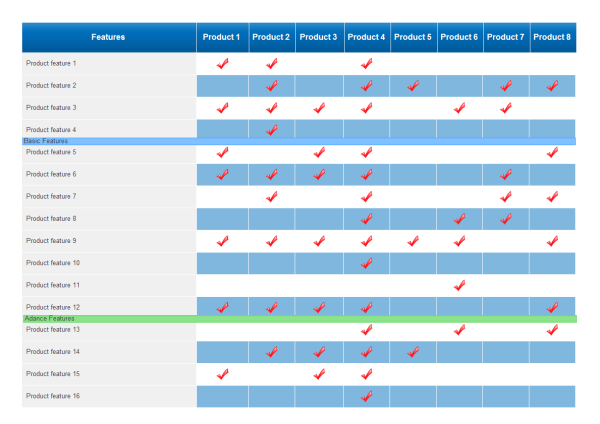 Features Product 1 Product 2 Product 3 Product 4 Product 5 Product 6 Product 7 Product 8
Product feature 1
Product feature 2
Product feature 3
Product feature 4
Basic Features
Product feature 5
Product feature 6
Product feature 7
Product feature 8
Product feature 9
Product feature 10
Product feature 11
Product feature 12
Adance Features
Product feature 13
Product feature 14
Product feature 15
Product feature 16